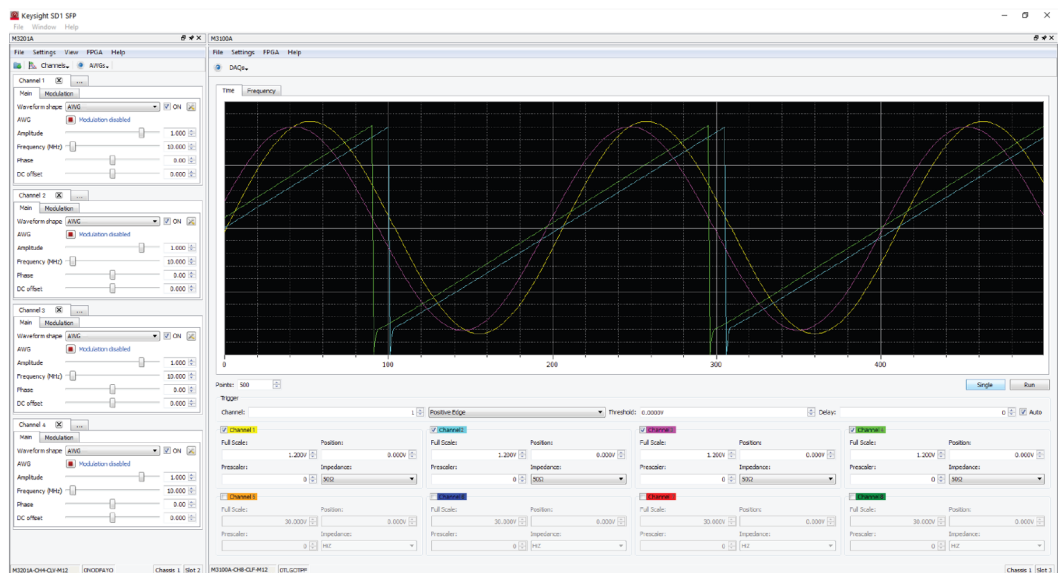 Keysight SD1 SFP
File Window Help
M3201A
File Settings View FPGA Help
Channels AWGs
Channel 1 ...
Main Modulation
Waveform shape AWG ON
AWG Modulation disabled
Amplitude 1.000
Frequency (MHz) 10.000
Phase 0.00
DC offset 0.000
Channel 2 ...
Main Modulation
Waveform shape AWG ON
AWG Modulation disabled
Amplitude 1.000
Frequency (MHz) 10.000
Phase 0.00
DC offset 0.000
Channel 3 ...
Main Modulation
Waveform shape AWG ON
AWG Modulation disabled
Amplitude 1.000
Frequency (MHz) 10.000
Phase 0.00
DC offset 0.000
Channel 4 ...
Main Modulation
Waveform shape AWG ON
AWG Modulation disabled
Amplitude 1.000
Frequency (MHz) 10.000
Phase 0.00
DC offset 0.000
M3201A-CH4-CLV-M12 Chassis 1 Slot 2
M3100A
File Settings FPGA Help
DAQs
Time Frequency
0 100 200 300 400
Points: 500 Single Run
Trigger
Channel: 1 Positive Edge Threshold: 0.0000V Delay: 0 Auto
Channel 1 Channel 2 Channel 3 Channel 4
Full Scale: Position: Full Scale: Position: Full Scale: Position: Full Scale: Position:
1.200V 0.000V 1.200V 0.000V 1.200V 0.000V 1.200V 0.000V
Prescaler: Impedance: Prescaler: Impedance: Prescaler: Impedance: Prescaler: Impedance:
0 50Ω 0 50Ω 0 50Ω 0 50Ω
Channel 5
Full Scale: Position: Full Scale: Position: Full Scale: Position: Full Scale: Position:
30.000V 0.000V 30.000V 0.000V 30.000V 0.000V 30.000V 0.000V
Prescaler: Impedance: Prescaler: Impedance: Prescaler: Impedance: Prescaler: Impedance:
0 HiZ 0 HiZ 0 HiZ 0 HiZ
M3100A-CH8-CLF-M12 Chassis 1 Slot 3